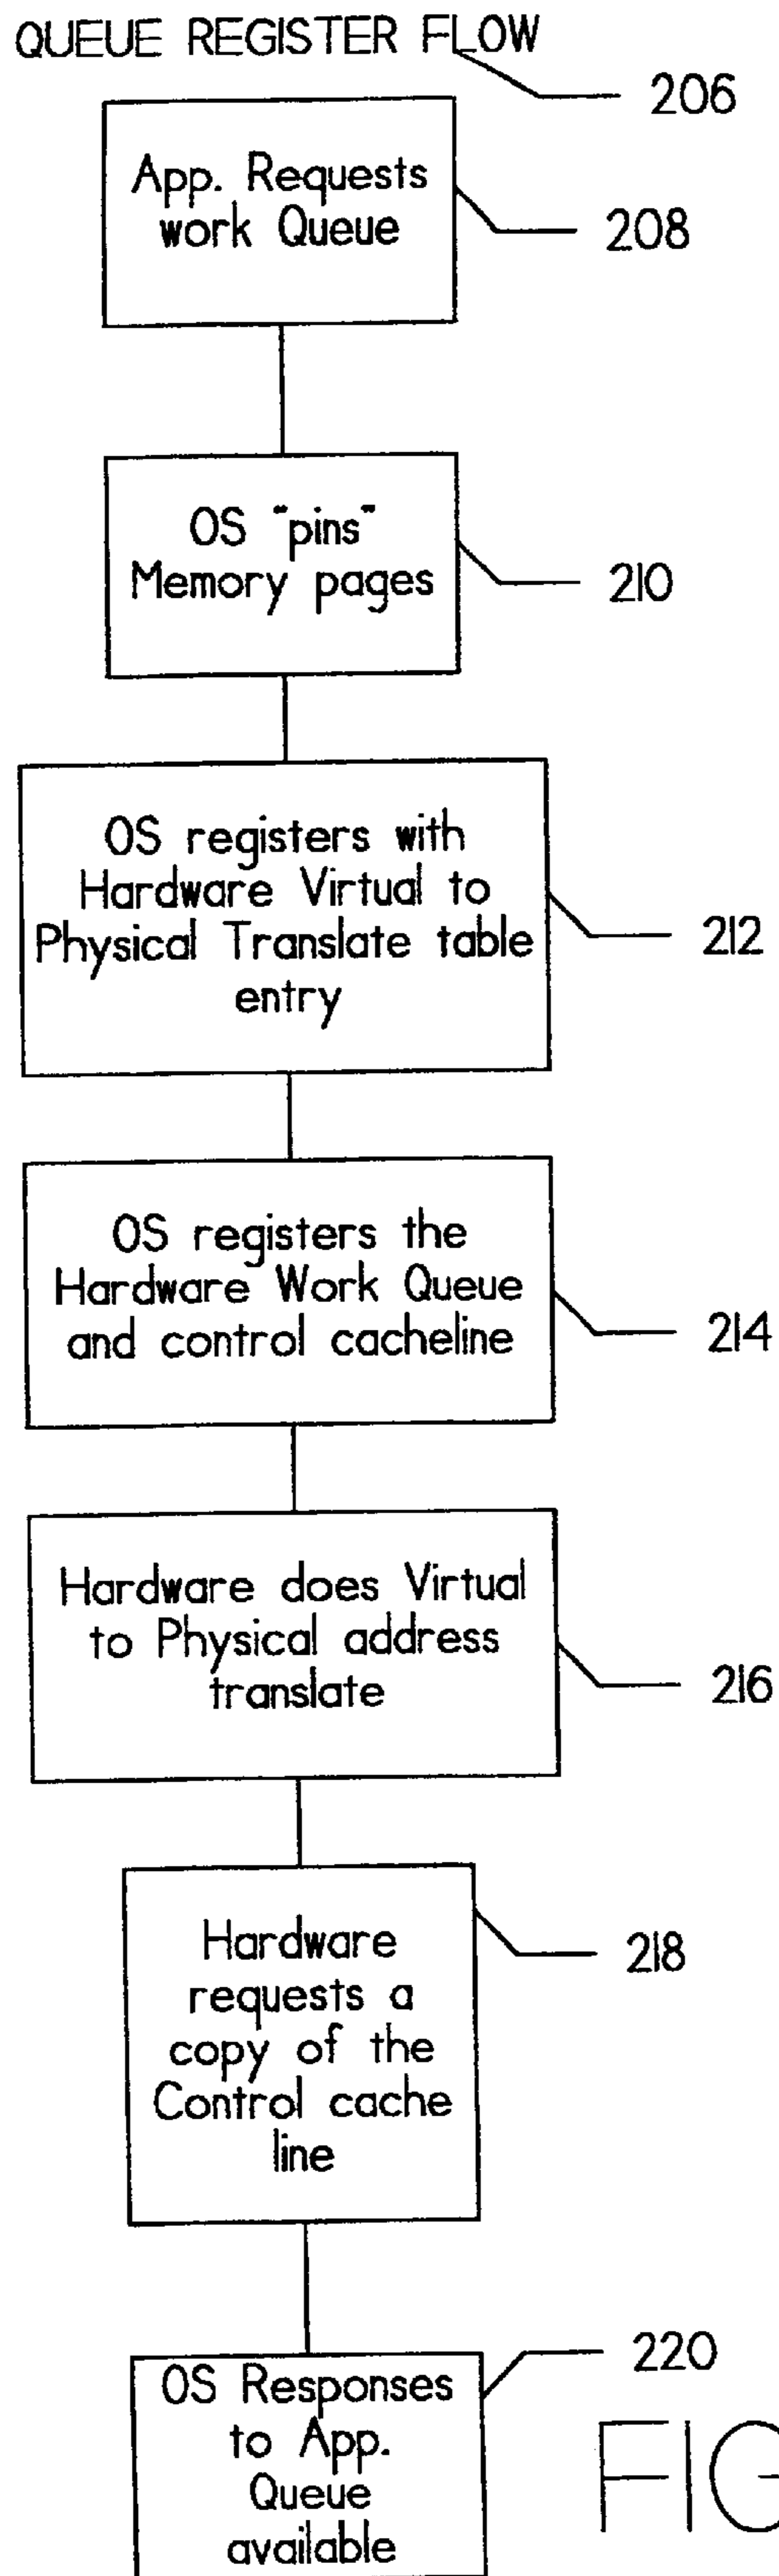 QUEUE REGISTER FLOW
206
App. Requests
work Queue
208
OS "pins"
Memory pages
210
OS registers with
Hardware Virtual to
Physical Translate table
entry
212
OS registers the
Hardware Work Queue
and control cacheline
214
Hardware does Virtual
to Physical address
translate
216
Hardware
requests a
copy of the
Control cache
line
218
OS Responses
to App.
Queue
available
220
FIG